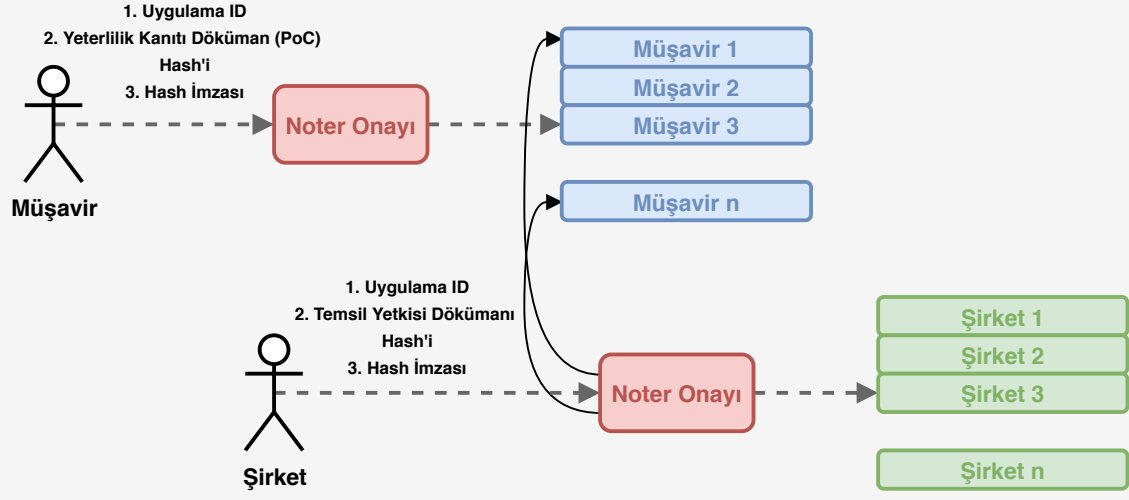 1. Uygulama ID
2. Yeterlilik Kanıtı Döküman (PoC)
Hash'i
3. Hash İmzası
Noter Onayı
Müşavir
Müşavir 1
Müşavir 2
Müşavir 3
Müşavir n
1. Uygulama ID
2. Temsil Yetkisi Dökümanı
Hash'i
3. Hash İmzası
Noter Onayı
Şirket
Şirket 1
Şirket 2
Şirket 3
Şirket n